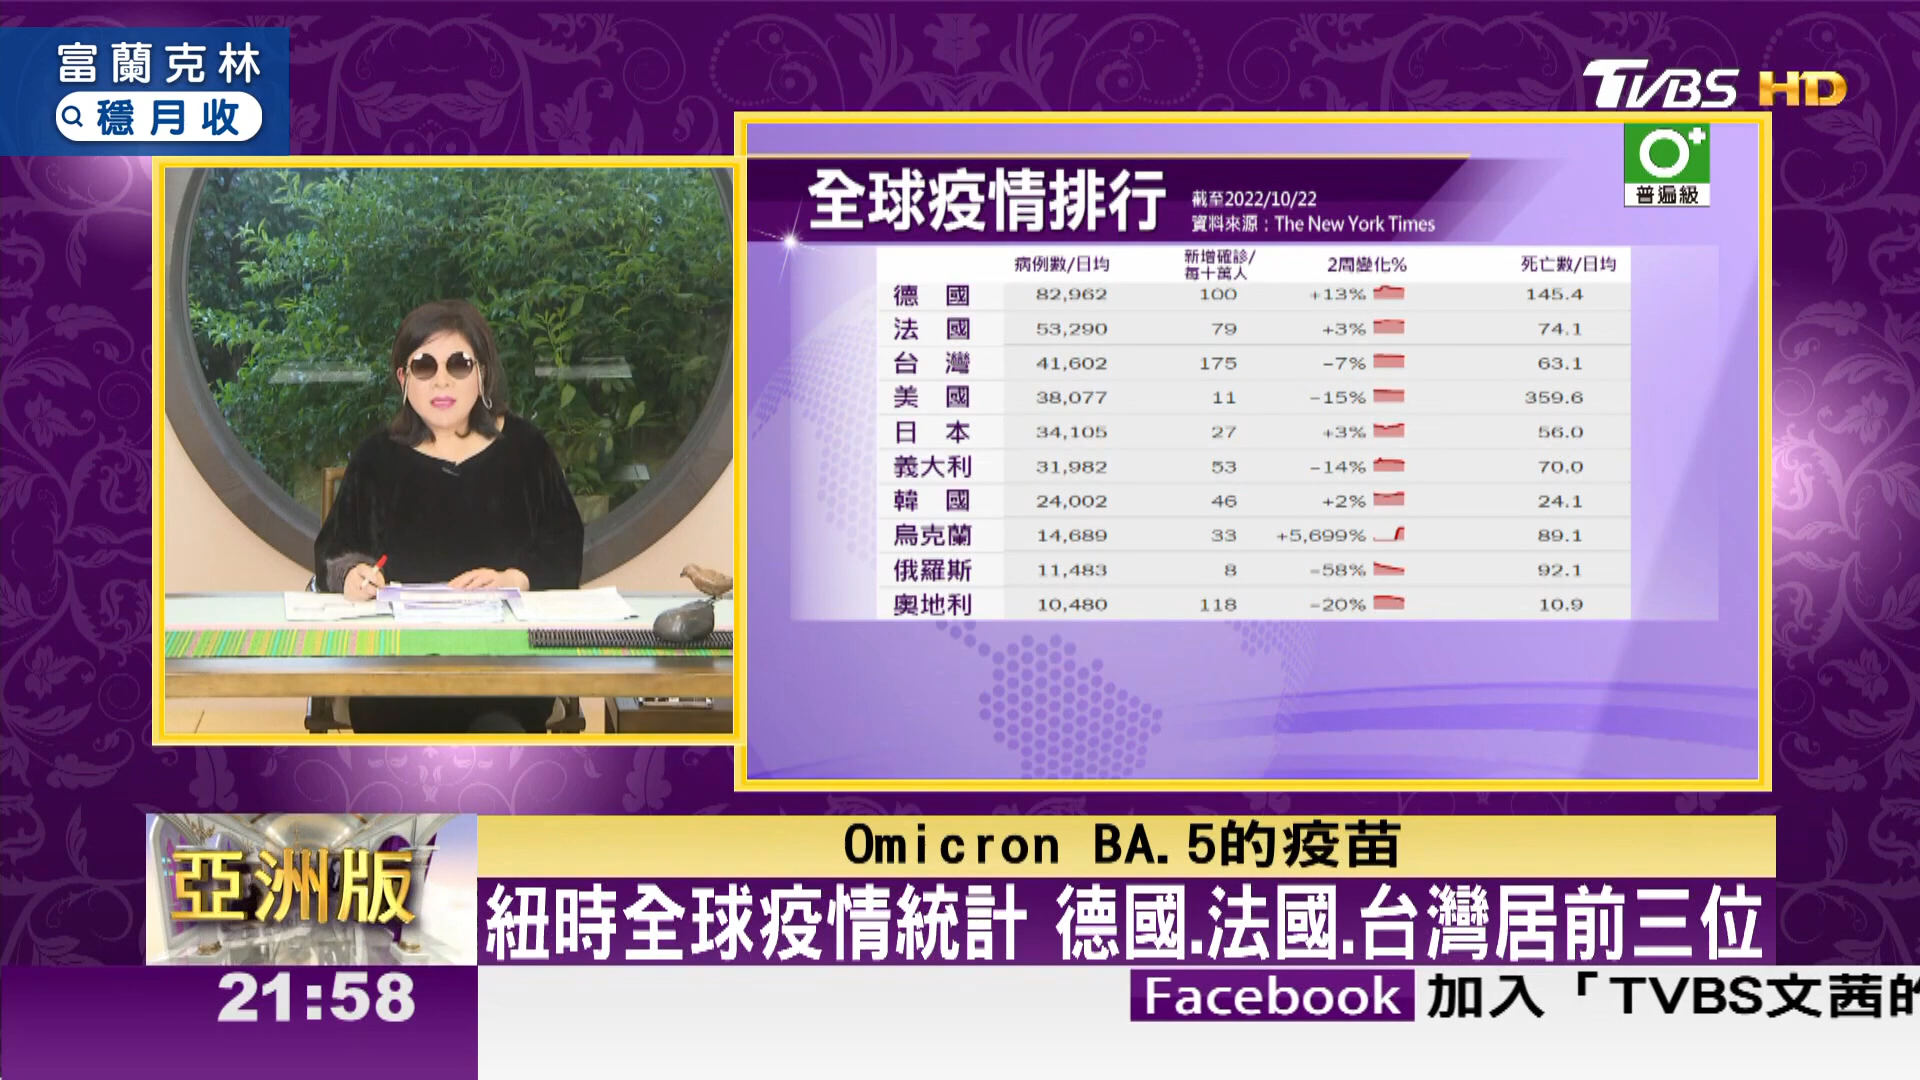 富蘭克林
穩月收
TVBS HD
普遍級
全球疫情排行
截至2022/10/22
資料來源：The New York Times
病例數/日均 新增確診/每十萬人 2周變化% 死亡數/日均
德國 82,962 100 +13% 145.4
法國 53,290 79 +3% 74.1
台灣 41,602 175 -7% 63.1
美國 38,077 11 -15% 359.6
日本 34,105 27 +3% 56.0
義大利 31,982 53 -14% 70.0
韓國 24,002 46 +2% 24.1
烏克蘭 14,689 33 +5,699% 89.1
俄羅斯 11,483 8 -58% 92.1
奧地利 10,480 118 -20% 10.9
Omicron BA.5的疫苗
亞洲版
紐時全球疫情統計 德國.法國.台灣居前三位
21:58
Facebook 加入「TVBS文茜的